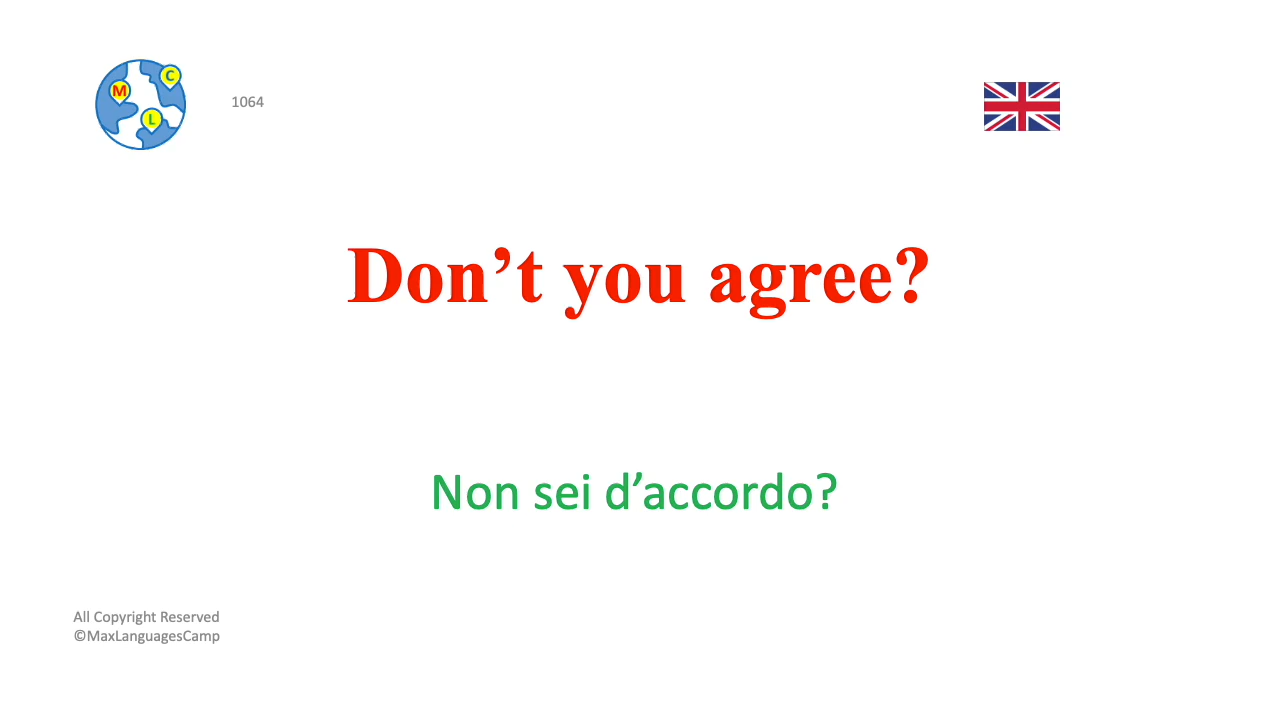 M
C
L
1064
Don’t you agree?
Non sei d’accordo?
All Copyright Reserved
©MaxLanguagesCamp